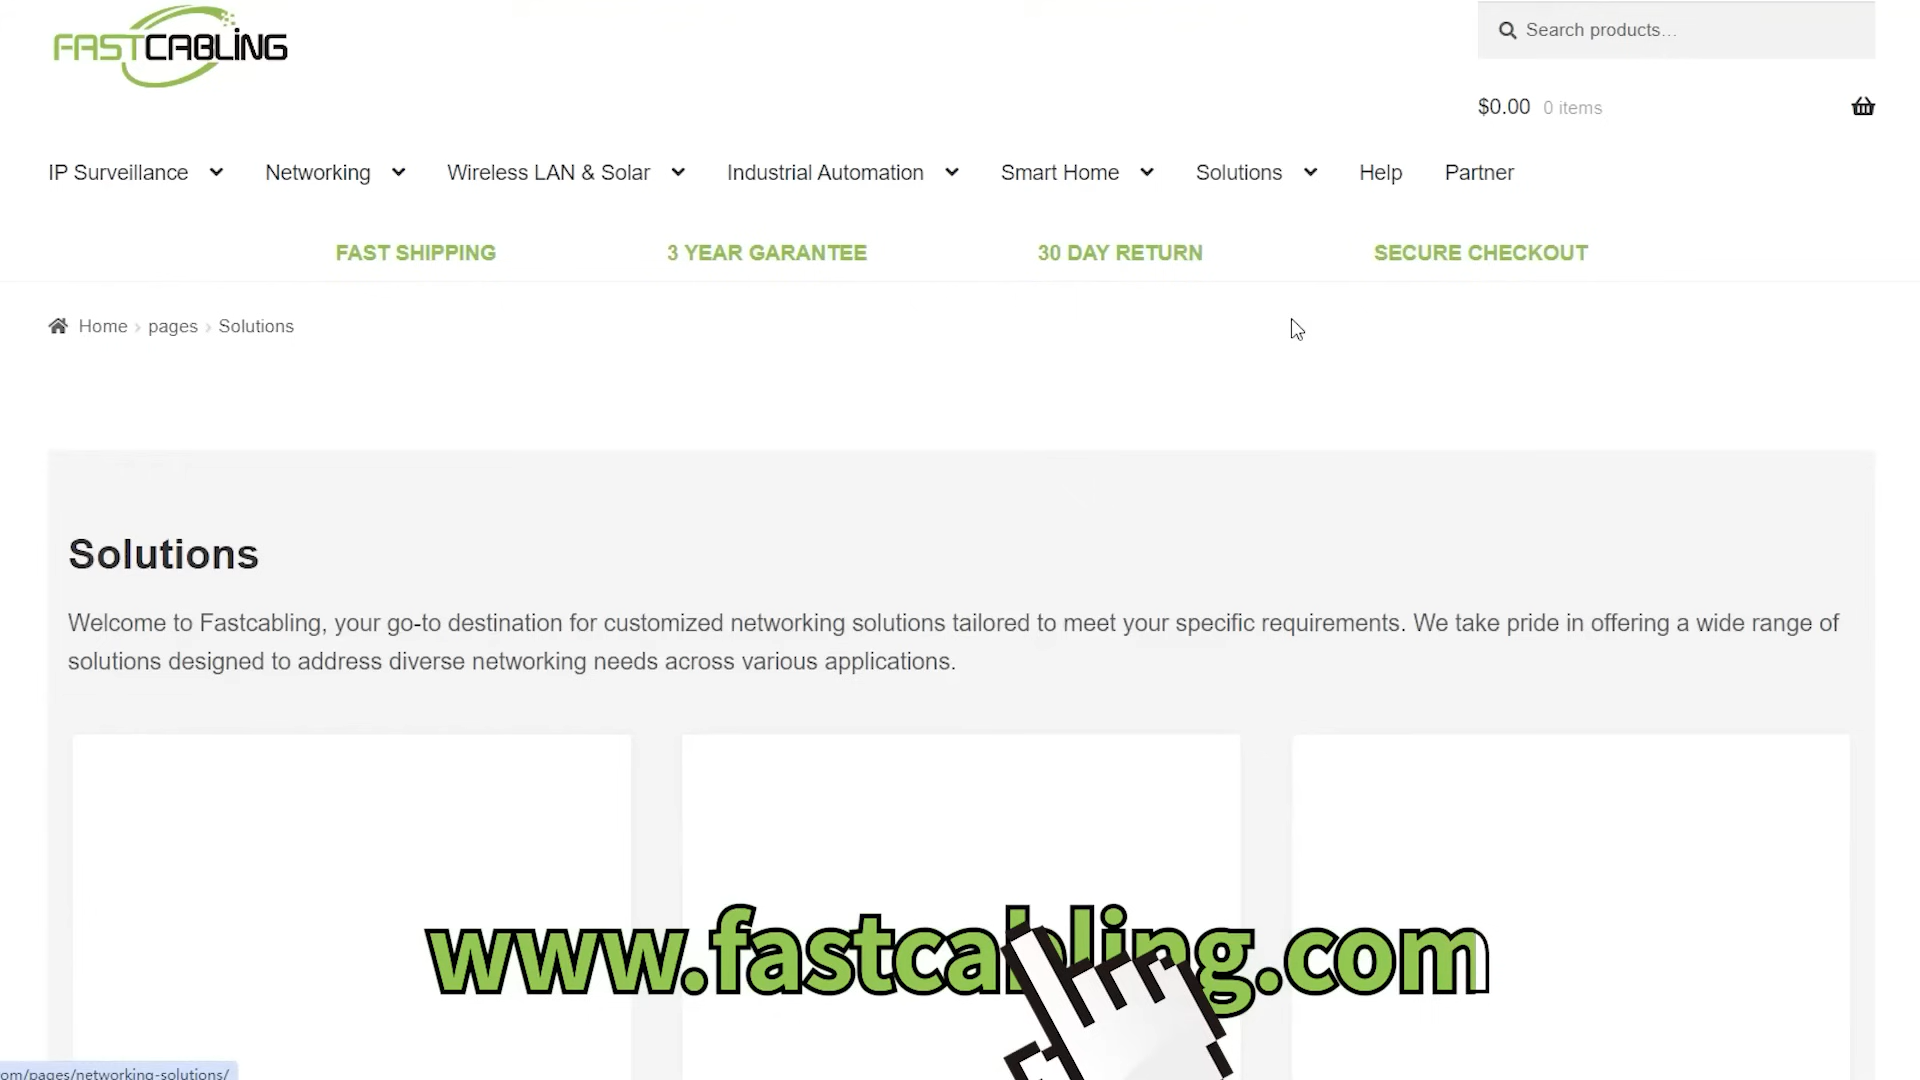 FASTCABLING
Search products…
$0.00 0 items
IP Surveillance Networking Wireless LAN & Solar Industrial Automation Smart Home Solutions Help Partner
FAST SHIPPING 3 YEAR GARANTEE 30 DAY RETURN SECURE CHECKOUT
Home › pages › Solutions
Solutions
Welcome to Fastcabling, your go-to destination for customized networking solutions tailored to meet your specific requirements. We take pride in offering a wide range of
solutions designed to address diverse networking needs across various applications.
www.fastcabling.com
om/pages/networking-solutions/